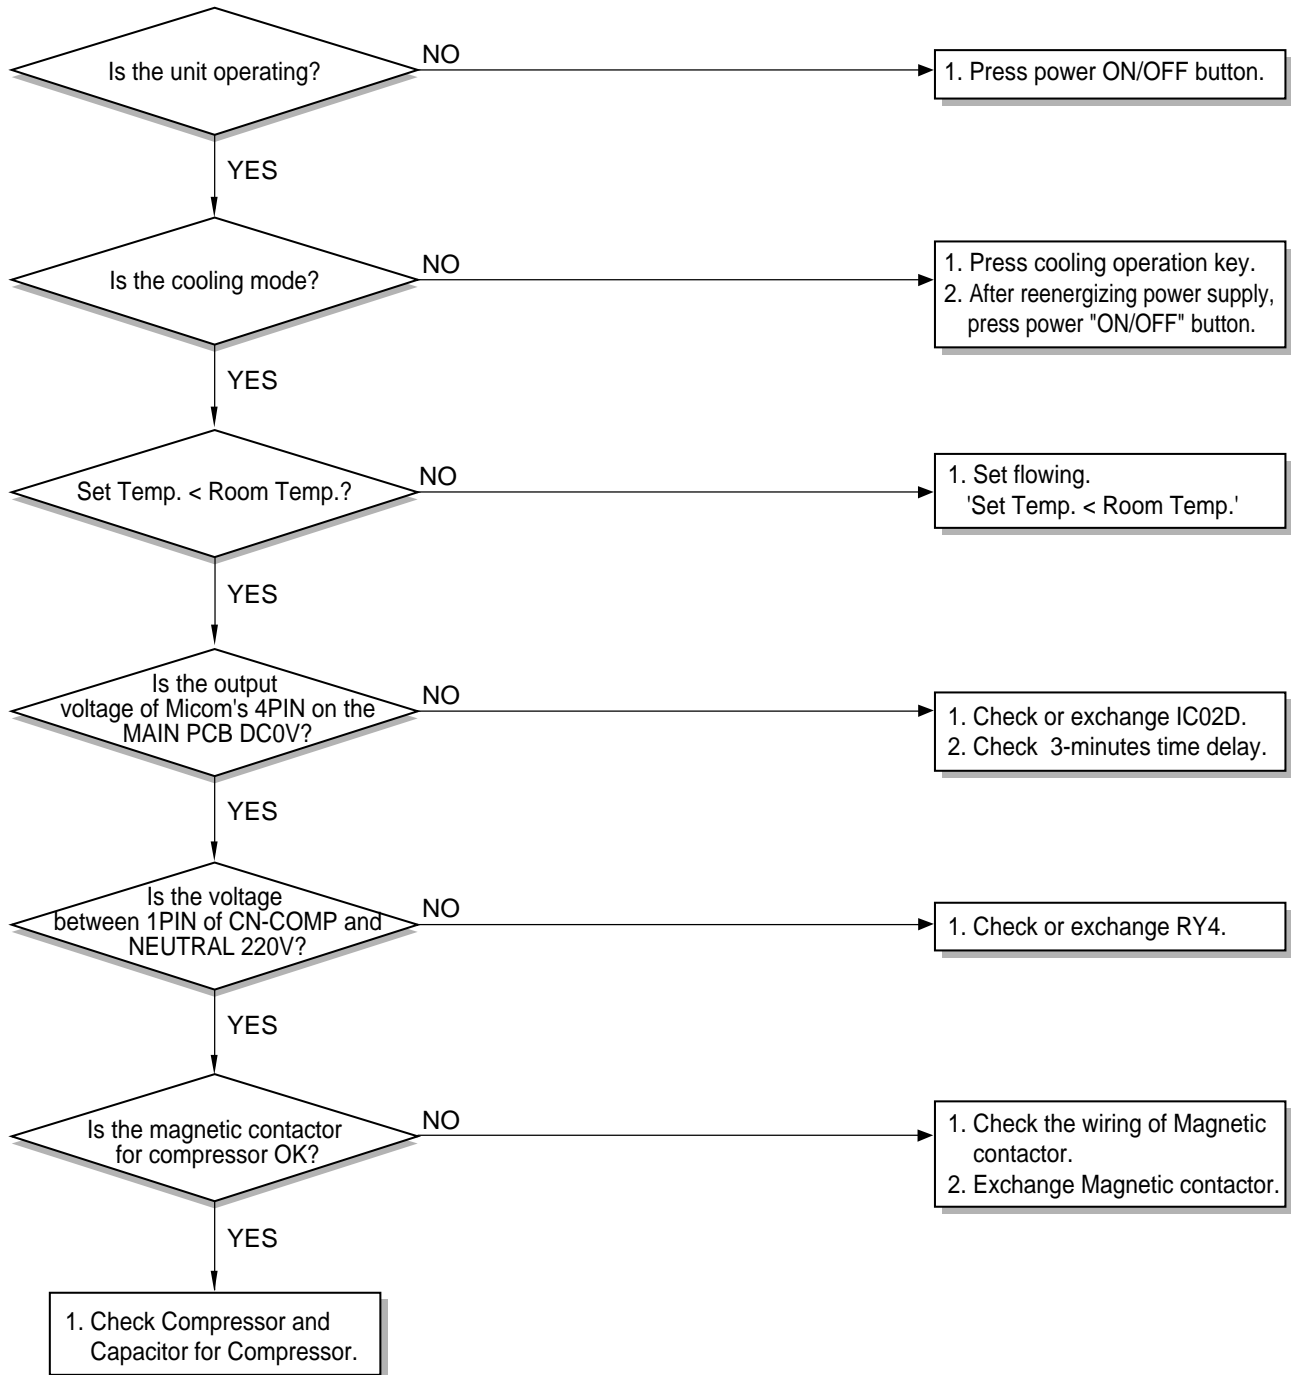 Is the unit operating?
NO
1. Press power ON/OFF button.
YES
Is the cooling mode?
NO
1. Press cooling operation key.
2. After reenergizing power supply,
press power "ON/OFF" button.
YES
Set Temp. < Room Temp.?
NO
1. Set flowing.
'Set Temp. < Room Temp.'
YES
Is the output
voltage of Micom's 4PIN on the
MAIN PCB DC0V?
NO
1. Check or exchange IC02D.
2. Check 3-minutes time delay.
YES
Is the voltage
between 1PIN of CN-COMP and
NEUTRAL 220V?
NO
1. Check or exchange RY4.
YES
Is the magnetic contactor
for compressor OK?
NO
1. Check the wiring of Magnetic
contactor.
2. Exchange Magnetic contactor.
YES
1. Check Compressor and
Capacitor for Compressor.